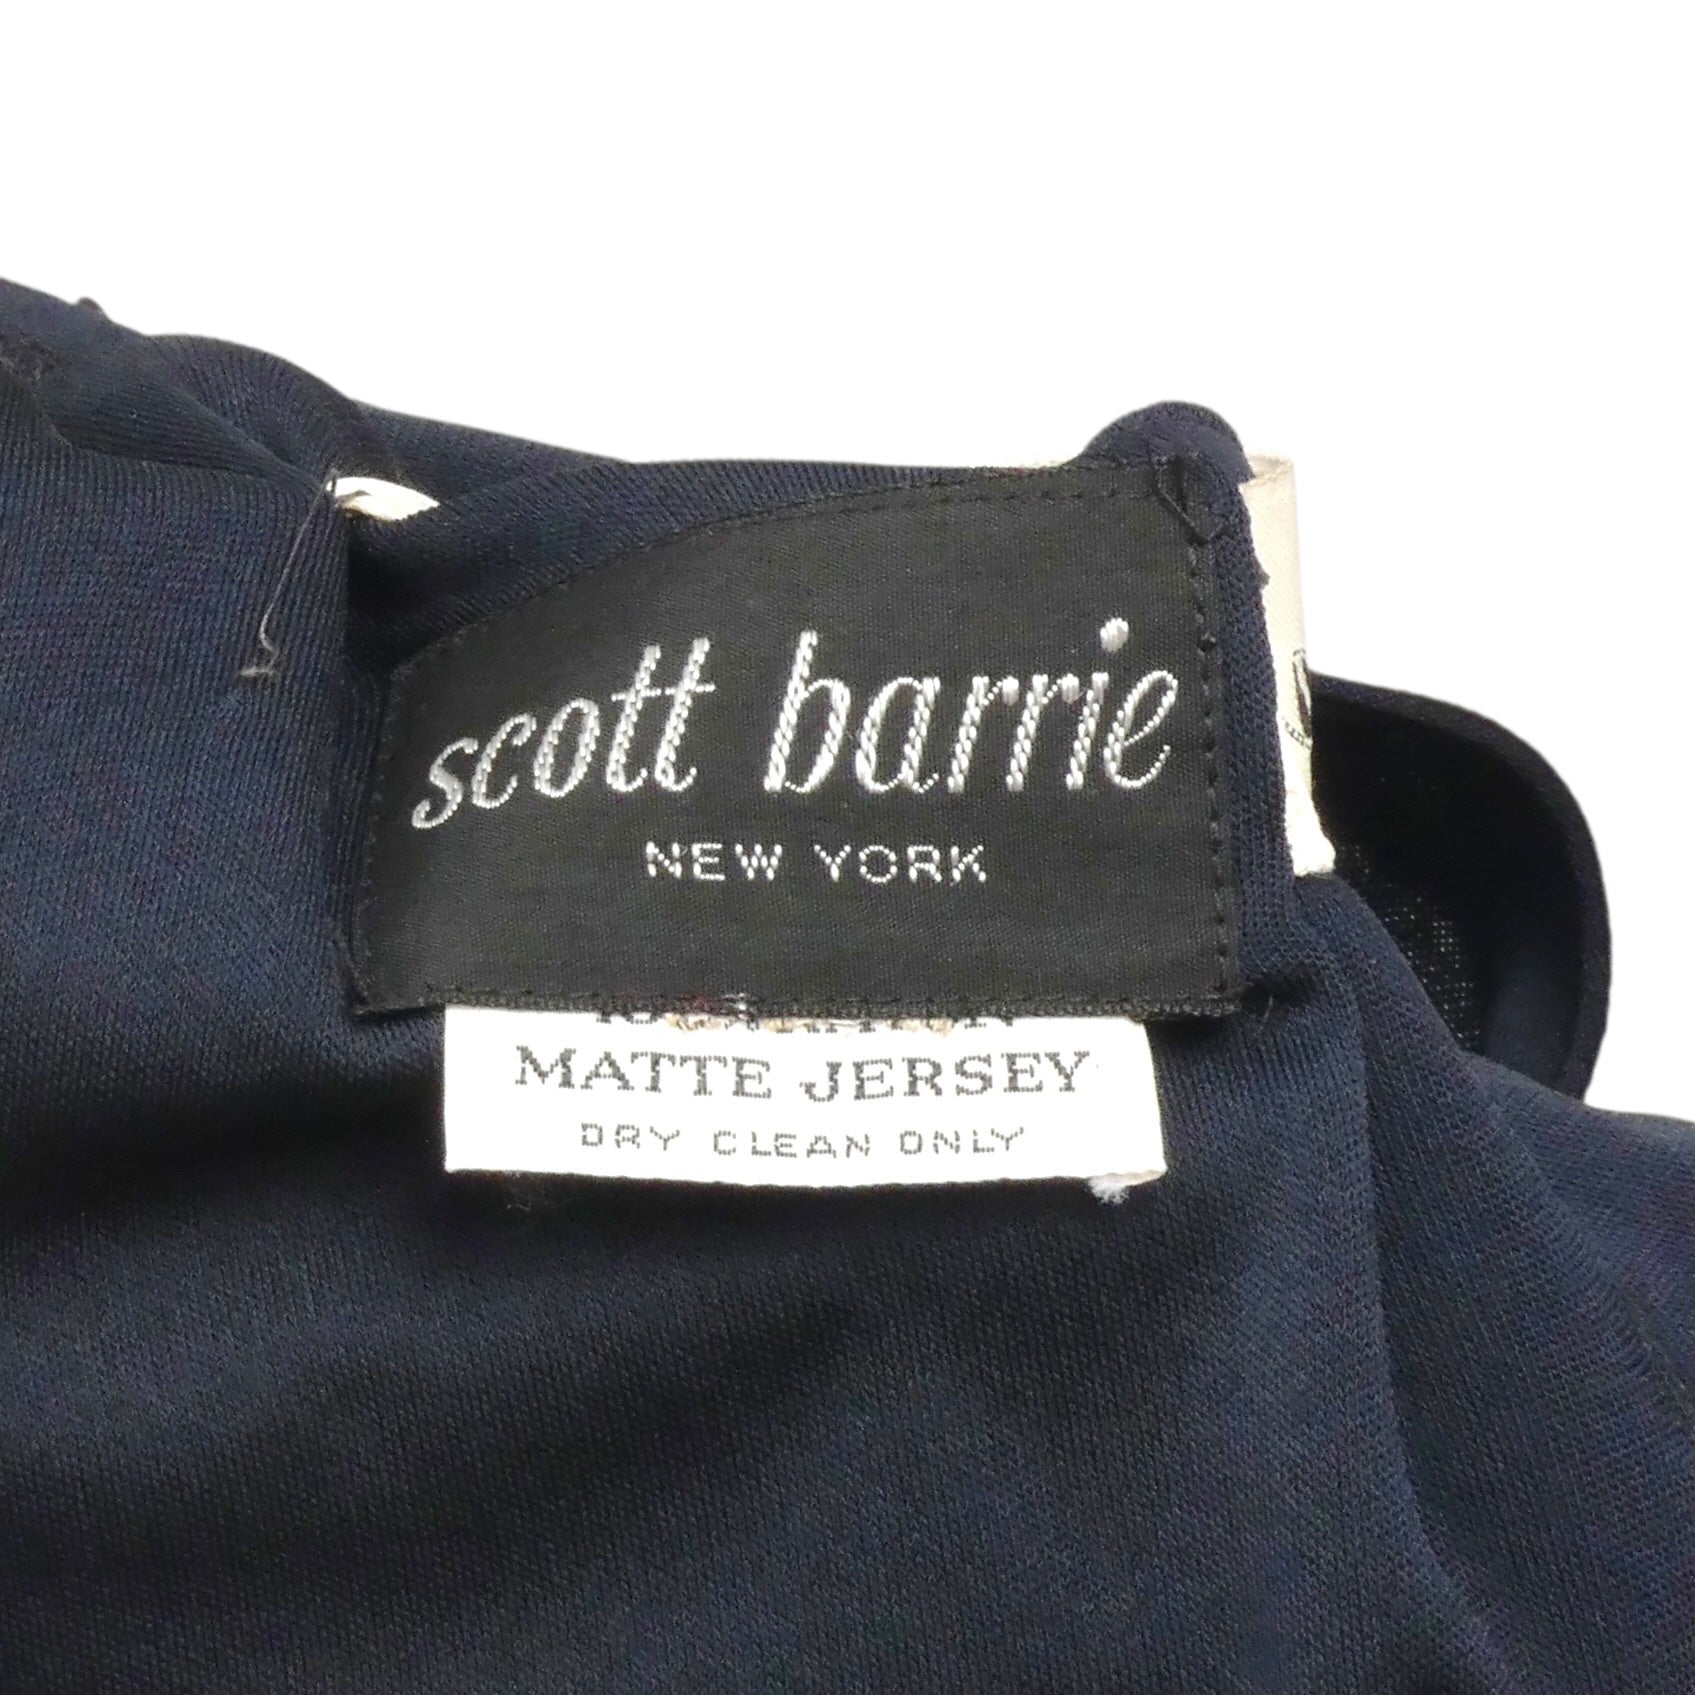 scott barrie
NEW YORK
MATTE JERSEY
DRY CLEAN ONLY